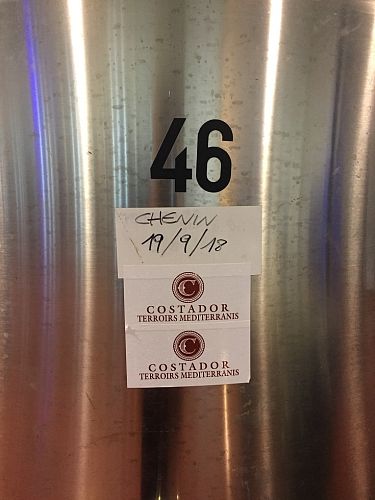 46
CHENIN
19/9/18
C
COSTADOR
TERROIRS MEDITERRANIS
C
COSTADOR
TERROIRS MEDITERRANIS